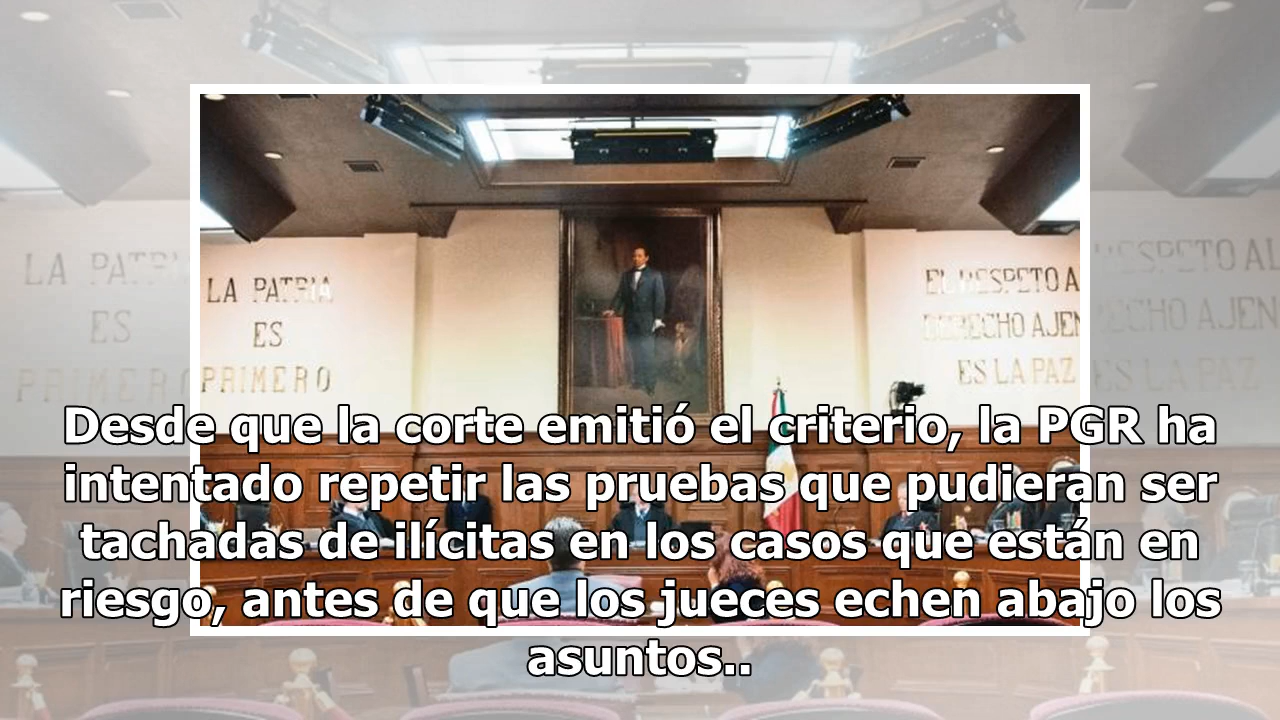 LA PATRIA
ES
PRIMERO
EL RESPETO AL
DERECHO AJEN
ES LA PAZ
Desde que la corte emitió el criterio, la PGR ha
intentado repetir las pruebas que pudieran ser
tachadas de ilícitas en los casos que están en
riesgo, antes de que los jueces echen abajo los
asuntos..